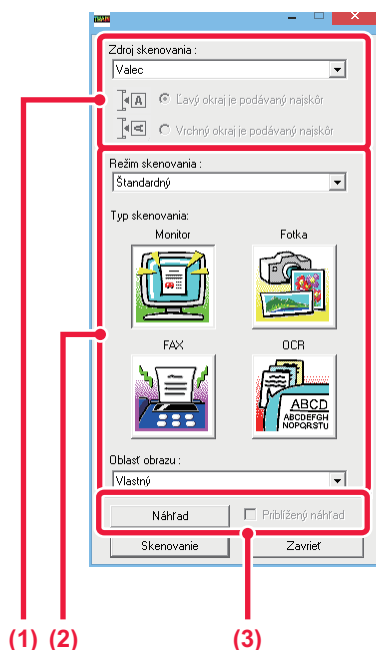 Zdroj skenovania :
Valec
A
Ľavý okraj je podávaný najskôr
A
Vrchný okraj je podávaný najskôr
Režim skenovania :
Štandardný
Typ skenovania:
Monitor Fotka
FAX OCR
ABCD
ABCDEFGH
NOPQRSTU
Oblasť obrazu :
Vlastný
Náhľad Priblížený náhľad
Skenovanie Zavrieť
(1) (2) (3)